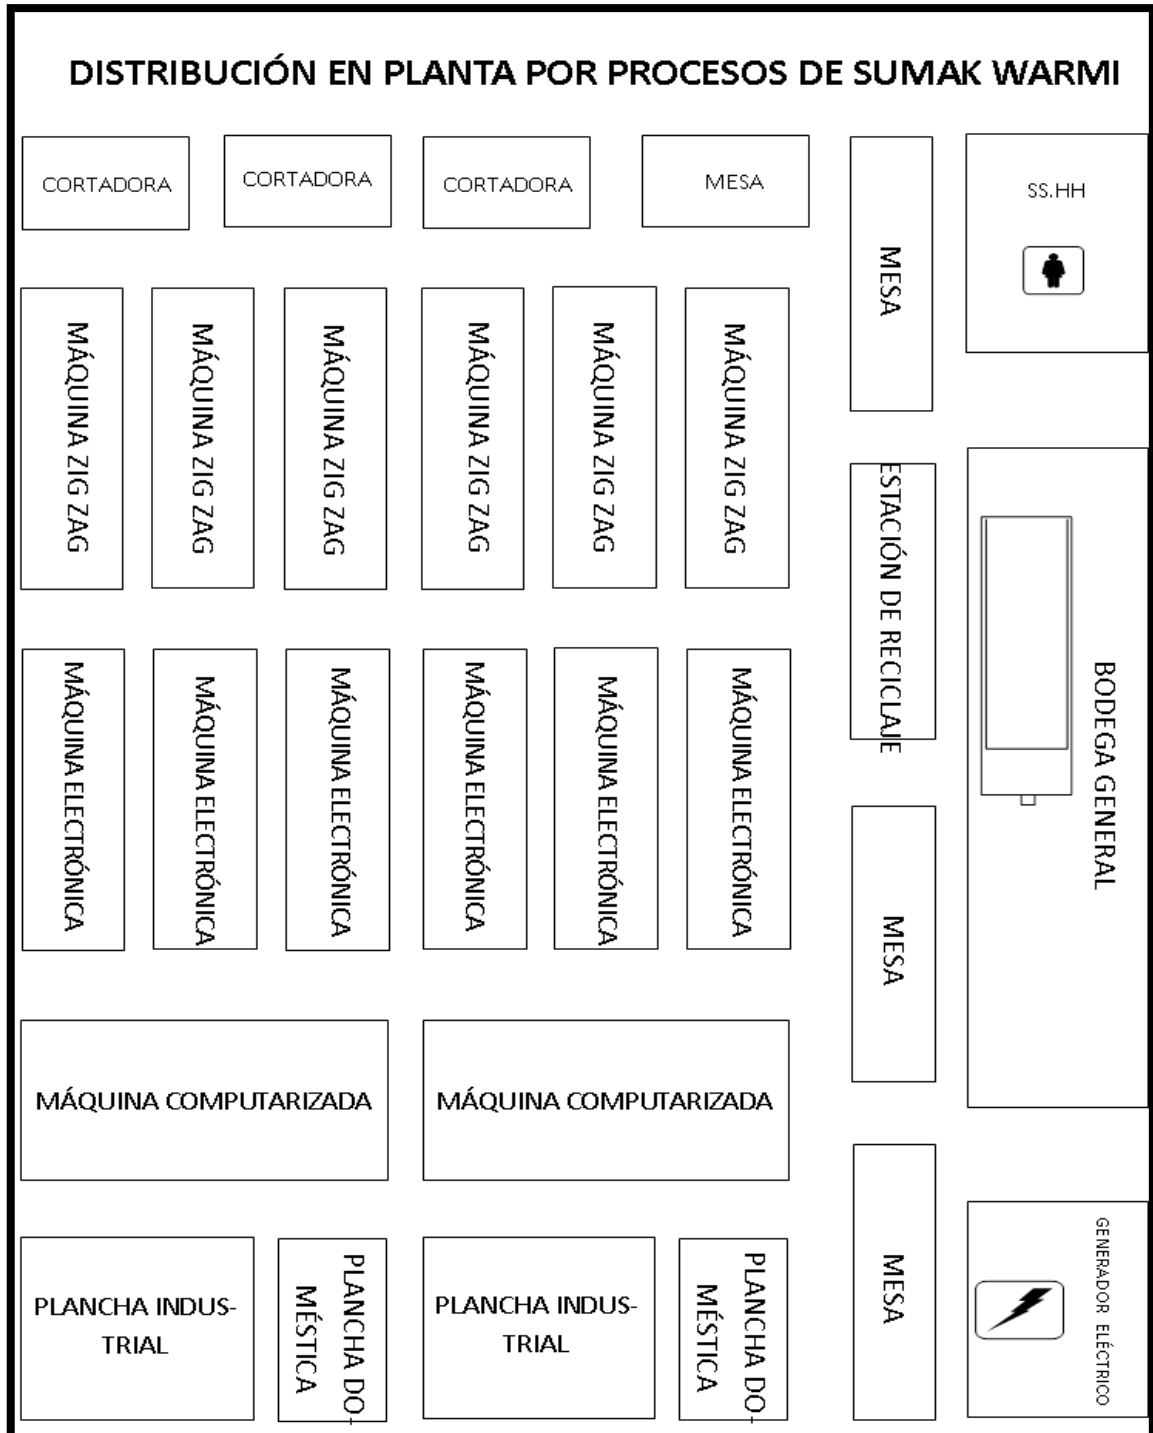 DISTRIBUCIÓN EN PLANTA POR PROCESOS DE SUMAK WARMI
CORTADORA
CORTADORA
CORTADORA
MESA
MESA
SS.HH
MÁQUINA ZIG ZAG
MÁQUINA ZIG ZAG
MÁQUINA ZIG ZAG
MÁQUINA ZIG ZAG
MÁQUINA ZIG ZAG
MÁQUINA ZIG ZAG
ESTACIÓN DE RECICLAJE
BODEGA GENERAL
MÁQUINA ELECTRÓNICA
MÁQUINA ELECTRÓNICA
MÁQUINA ELECTRÓNICA
MÁQUINA ELECTRÓNICA
MÁQUINA ELECTRÓNICA
MÁQUINA ELECTRÓNICA
MESA
MÁQUINA COMPUTARIZADA
MÁQUINA COMPUTARIZADA
MESA
PLANCHA INDUS-
TRIAL
PLANCHA DO-
MÉSTICA
PLANCHA INDUS-
TRIAL
PLANCHA DO-
MÉSTICA
GENERADOR ELÉCTRICO